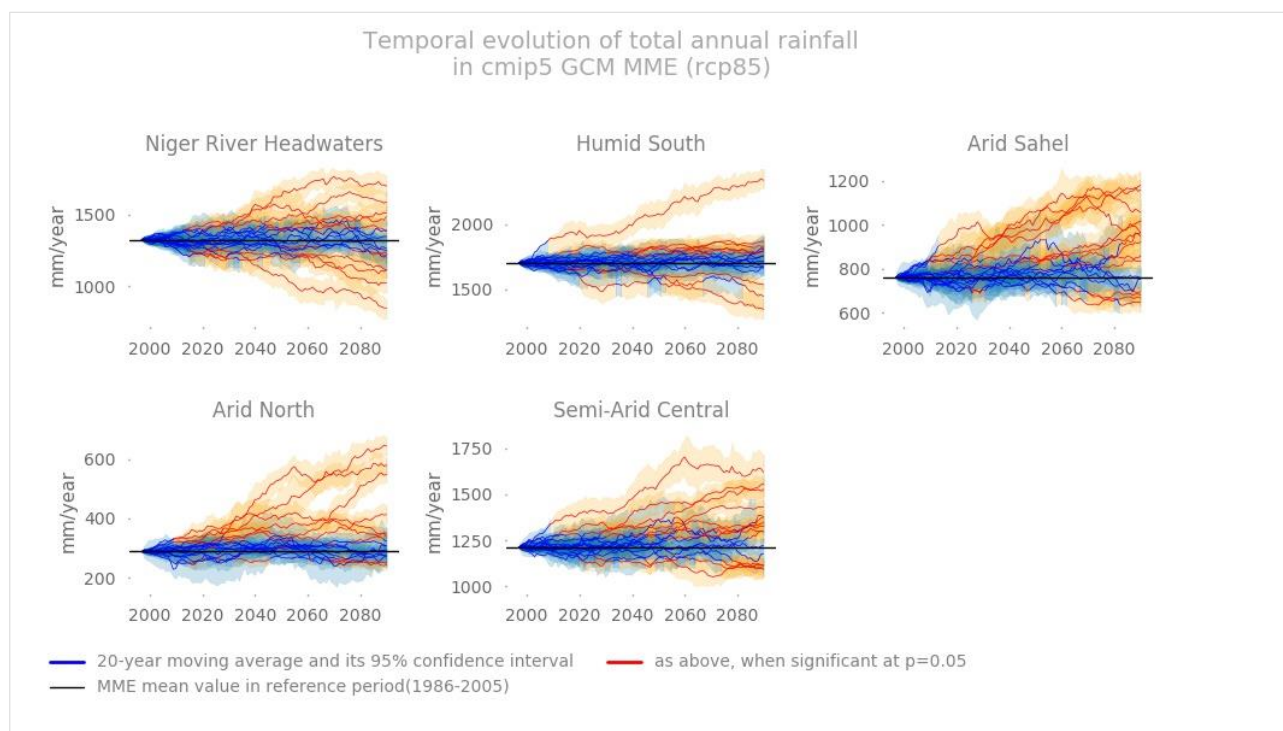 Temporal evolution of total annual rainfall
in cmip5 GCM MME (rcp85)
Niger River Headwaters
mm/year
1500
1000
2000 2020 2040 2060 2080
Humid South
mm/year
2000
1500
2000 2020 2040 2060 2080
Arid Sahel
mm/year
1200
1000
800
600
2000 2020 2040 2060 2080
Arid North
mm/year
600
400
200
2000 2020 2040 2060 2080
Semi-Arid Central
mm/year
1750
1500
1250
1000
2000 2020 2040 2060 2080
20-year moving average and its 95% confidence interval
as above, when significant at p=0.05
MME mean value in reference period(1986-2005)